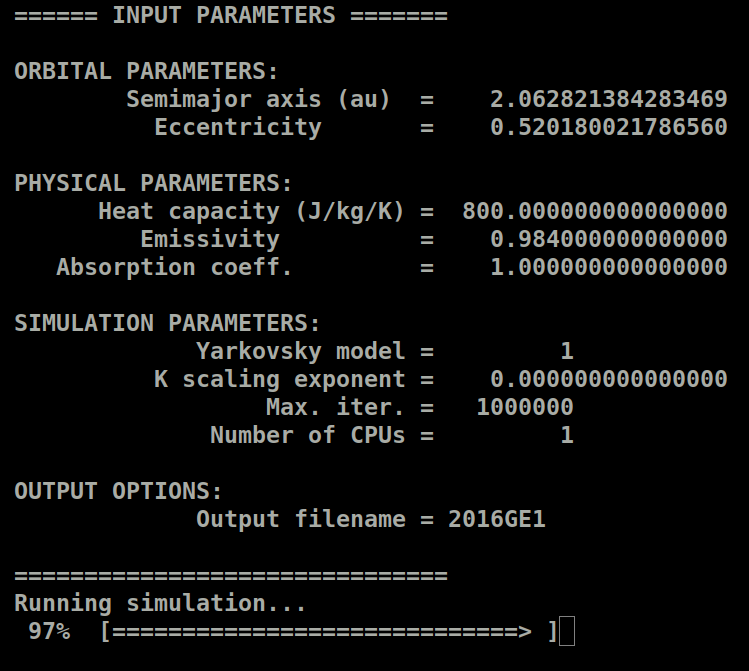 ====== INPUT PARAMETERS =======
ORBITAL PARAMETERS:
Semimajor axis (au) = 2.062821384283469
Eccentricity = 0.520180021786560
PHYSICAL PARAMETERS:
Heat capacity (J/kg/K) = 800.000000000000000
Emissivity = 0.984000000000000
Absorption coeff. = 1.000000000000000
SIMULATION PARAMETERS:
Yarkovsky model = 1
K scaling exponent = 0.000000000000000
Max. iter. = 1000000
Number of CPUs = 1
OUTPUT OPTIONS:
Output filename = 2016GE1
===============================
Running simulation...
97% [=============================> ]